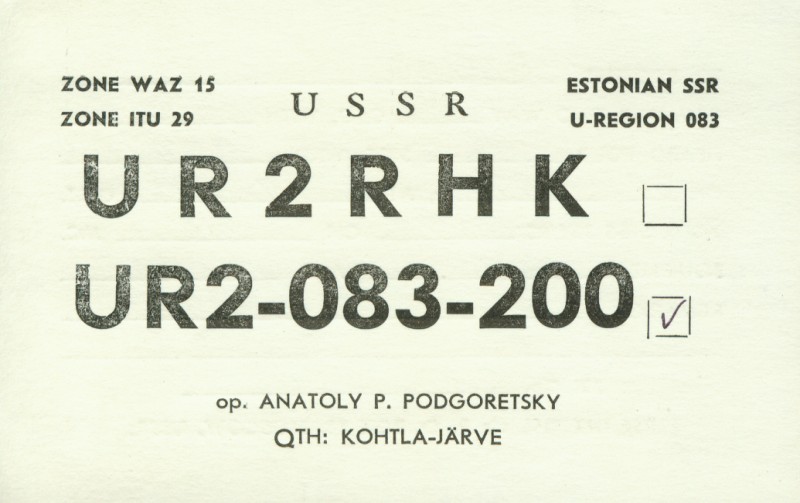 ZONE WAZ 15
ZONE ITU 29
USSR
ESTONIAN SSR
U-REGION 083
UR2RHK
UR2-083-200
op. ANATOLY P. PODGORETSKY
QTH: KOHTLA-JÄRVE